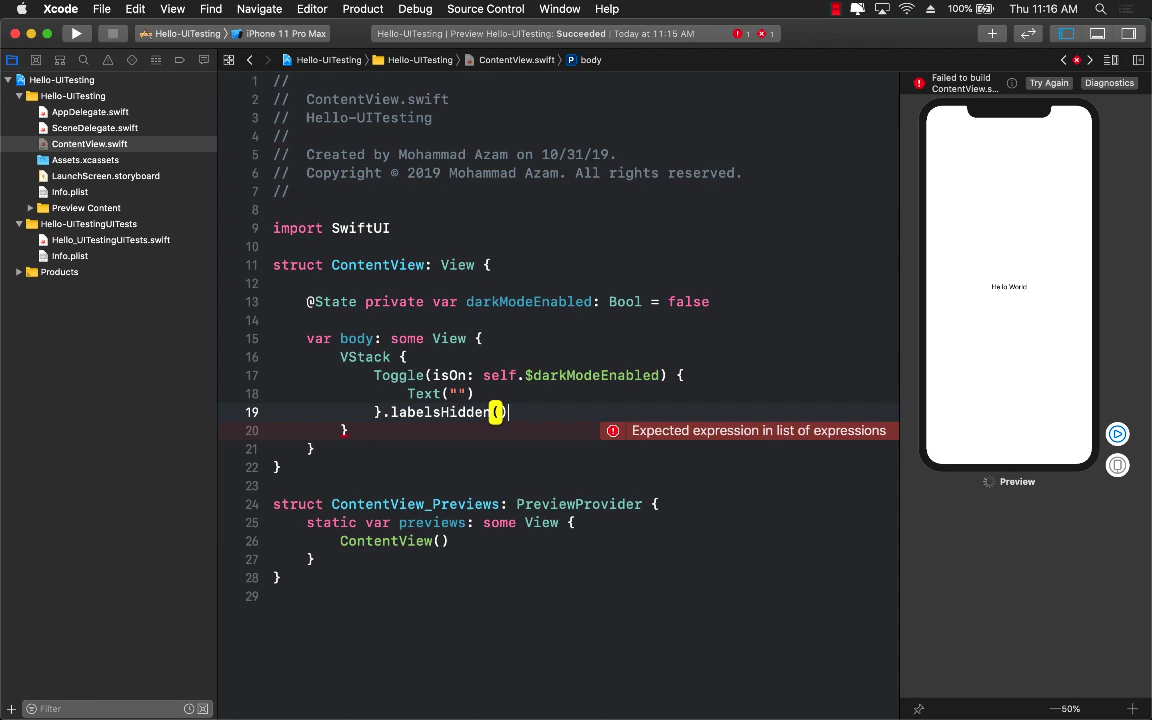 Xcode File Edit View Find Navigate Editor Product Debug Source Control Window Help 100% Thu 11:16 AM
Hello-UITesting iPhone 11 Pro Max Hello-UITesting | Preview Hello-UITesting: Succeeded | Today at 11:15 AM 1 1
Hello-UITesting Hello-UITesting ContentView.swift body
Hello-UITesting
Hello-UITesting
AppDelegate.swift
SceneDelegate.swift
ContentView.swift
Assets.xcassets
LaunchScreen.storyboard
Info.plist
Preview Content
Hello-UITestingUITests
Hello_UITestingUITests.swift
Info.plist
Products
Filter
1 //
2 // ContentView.swift
3 // Hello-UITesting
4 //
5 // Created by Mohammad Azam on 10/31/19.
6 // Copyright © 2019 Mohammad Azam. All rights reserved.
7 //
8
9 import SwiftUI
10
11 struct ContentView: View {
12
13 @State private var darkModeEnabled: Bool = false
14
15 var body: some View {
16 VStack {
17 Toggle(isOn: self.$darkModeEnabled) {
18 Text("")
19 }.labelsHidden()
20 } Expected expression in list of expressions
21 }
22 }
23
24 struct ContentView_Previews: PreviewProvider {
25 static var previews: some View {
26 ContentView()
27 }
28 }
29
Failed to build
ContentView.s... Try Again Diagnostics
Hello World
Preview
50%